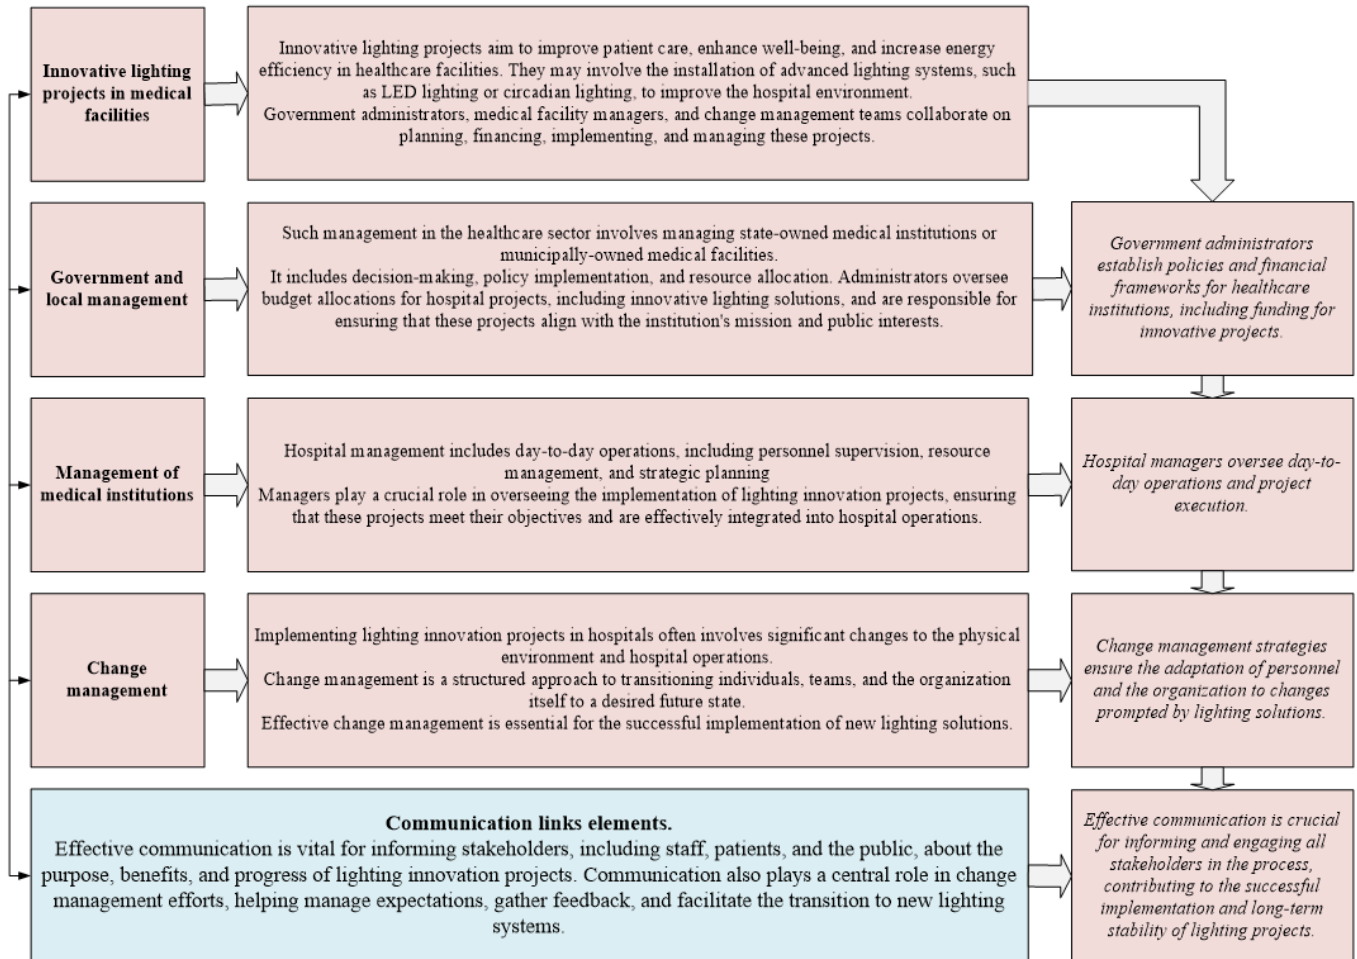 Innovative lighting
projects in medical
facilities
Innovative lighting projects aim to improve patient care, enhance well-being, and increase energy
efficiency in healthcare facilities. They may involve the installation of advanced lighting systems, such
as LED lighting or circadian lighting, to improve the hospital environment.
Government administrators, medical facility managers, and change management teams collaborate on
planning, financing, implementing, and managing these projects.
Government and
local management
Such management in the healthcare sector involves managing state-owned medical institutions or
municipally-owned medical facilities.
It includes decision-making, policy implementation, and resource allocation. Administrators oversee
budget allocations for hospital projects, including innovative lighting solutions, and are responsible for
ensuring that these projects align with the institution's mission and public interests.
Government administrators
establish policies and financial
frameworks for healthcare
institutions, including funding for
innovative projects.
Management of
medical institutions
Hospital management includes day-to-day operations, including personnel supervision, resource
management, and strategic planning
Managers play a crucial role in overseeing the implementation of lighting innovation projects, ensuring
that these projects meet their objectives and are effectively integrated into hospital operations.
Hospital managers oversee day-to-
day operations and project
execution.
Change
management
Implementing lighting innovation projects in hospitals often involves significant changes to the physical
environment and hospital operations.
Change management is a structured approach to transitioning individuals, teams, and the organization
itself to a desired future state.
Effective change management is essential for the successful implementation of new lighting solutions.
Change management strategies
ensure the adaptation of personnel
and the organization to changes
prompted by lighting solutions.
Communication links elements.
Effective communication is vital for informing stakeholders, including staff, patients, and the public, about the
purpose, benefits, and progress of lighting innovation projects. Communication also plays a central role in change
management efforts, helping manage expectations, gather feedback, and facilitate the transition to new lighting
systems.
Effective communication is crucial
for informing and engaging all
stakeholders in the process,
contributing to the successful
implementation and long-term
stability of lighting projects.